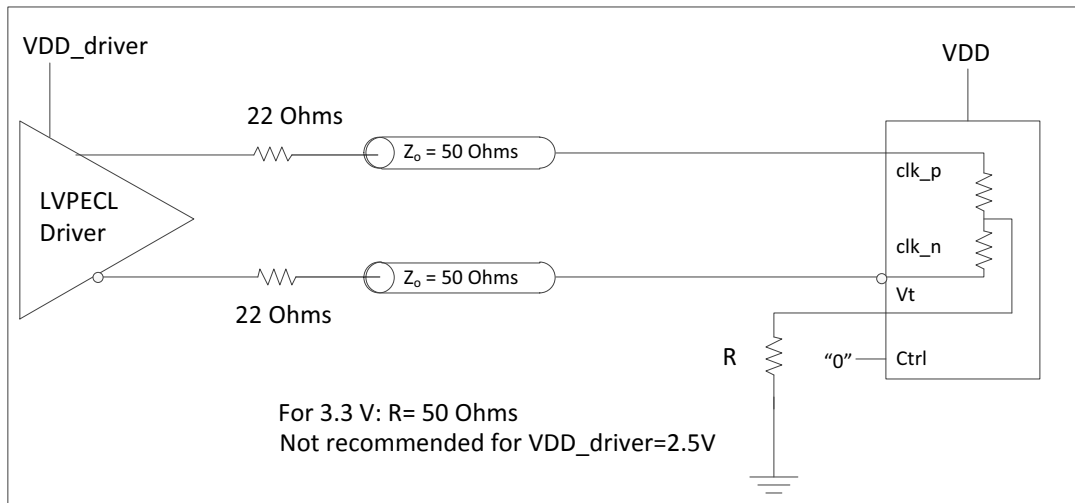 VDD_driver
VDD
22 Ohms
Zo = 50 Ohms
clk_p
LVPECL
Driver
clk_n
Zo = 50 Ohms
Vt
22 Ohms
R
“0”
Ctrl
For 3.3 V: R= 50 Ohms
Not recommended for VDD_driver=2.5V